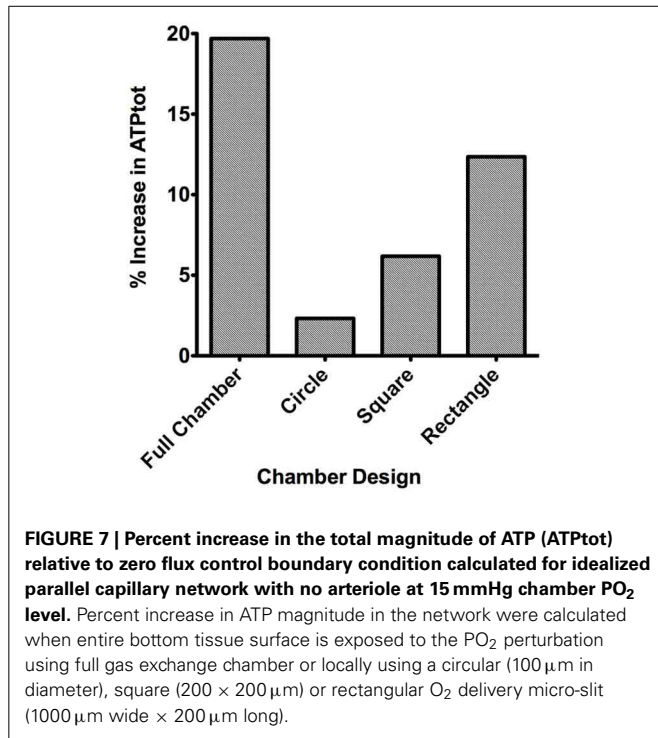 20
15
10
5
0
% Increase in ATPtot
Full Chamber
Circle
Square
Rectangle
Chamber Design
FIGURE 7 | Percent increase in the total magnitude of ATP (ATPtot)
relative to zero flux control boundary condition calculated for idealized
parallel capillary network with no arteriole at 15 mmHg chamber PO₂
level. Percent increase in ATP magnitude in the network were calculated
when entire bottom tissue surface is exposed to the PO₂ perturbation
using full gas exchange chamber or locally using a circular (100 μm in
diameter), square (200 × 200 μm) or rectangular O₂ delivery micro-slit
(1000 μm wide × 200 μm long).